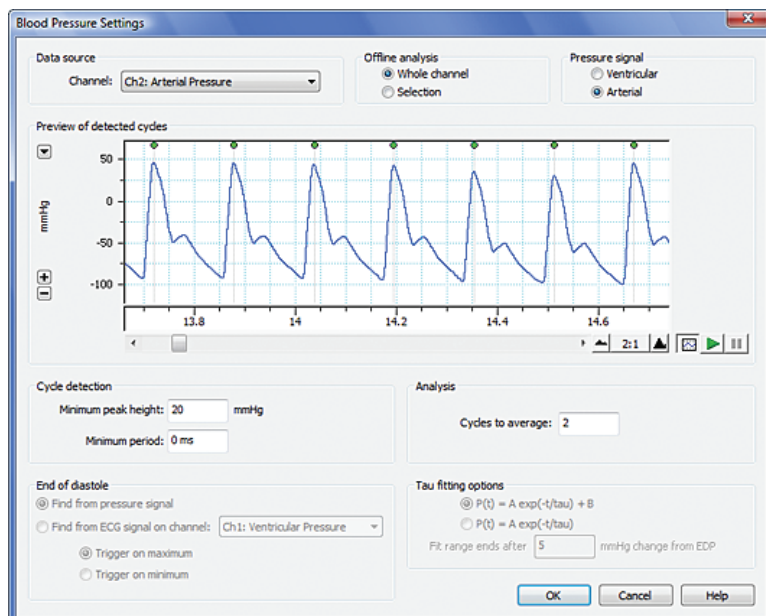 Blood Pressure Settings
Data source
Channel: Ch2: Arterial Pressure
Offline analysis
Whole channel
Selection
Pressure signal
Ventricular
Arterial
Preview of detected cycles
50
0
-50
-100
mmHg
13.8 14 14.2 14.4 14.6
2:1
Cycle detection
Minimum peak height: 20 mmHg
Minimum period: 0 ms
Analysis
Cycles to average: 2
End of diastole
Find from pressure signal
Find from ECG signal on channel: Ch1: Ventricular Pressure
Trigger on maximum
Trigger on minimum
Tau fitting options
P(t) = A exp(-t/tau) + B
P(t) = A exp(-t/tau)
Fit range ends after 5 mmHg change from EDP
OK Cancel Help